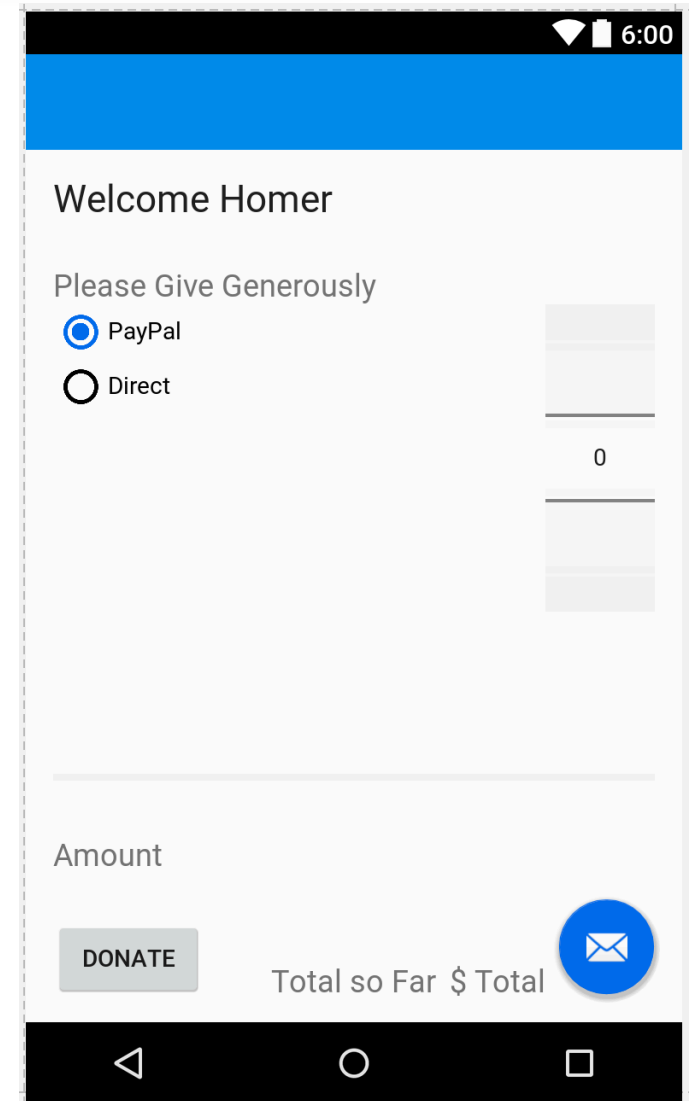 6:00
Welcome Homer
Please Give Generously
PayPal
Direct
0
Amount
DONATE
Total so Far $ Total